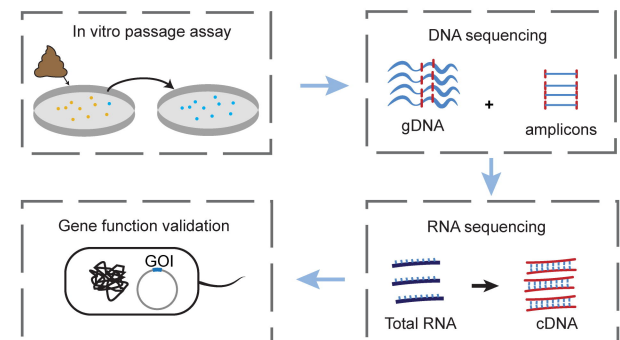 In vitro passage assay
DNA sequencing
gDNA
+
amplicons
Gene function validation
GOI
RNA sequencing
Total RNA
cDNA